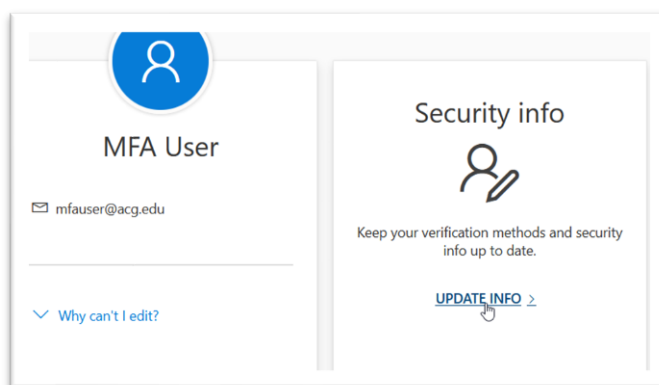 MFA User
mfauser@acg.edu
Why can't I edit?
Security info
Keep your verification methods and security
info up to date.
UPDATE INFO >